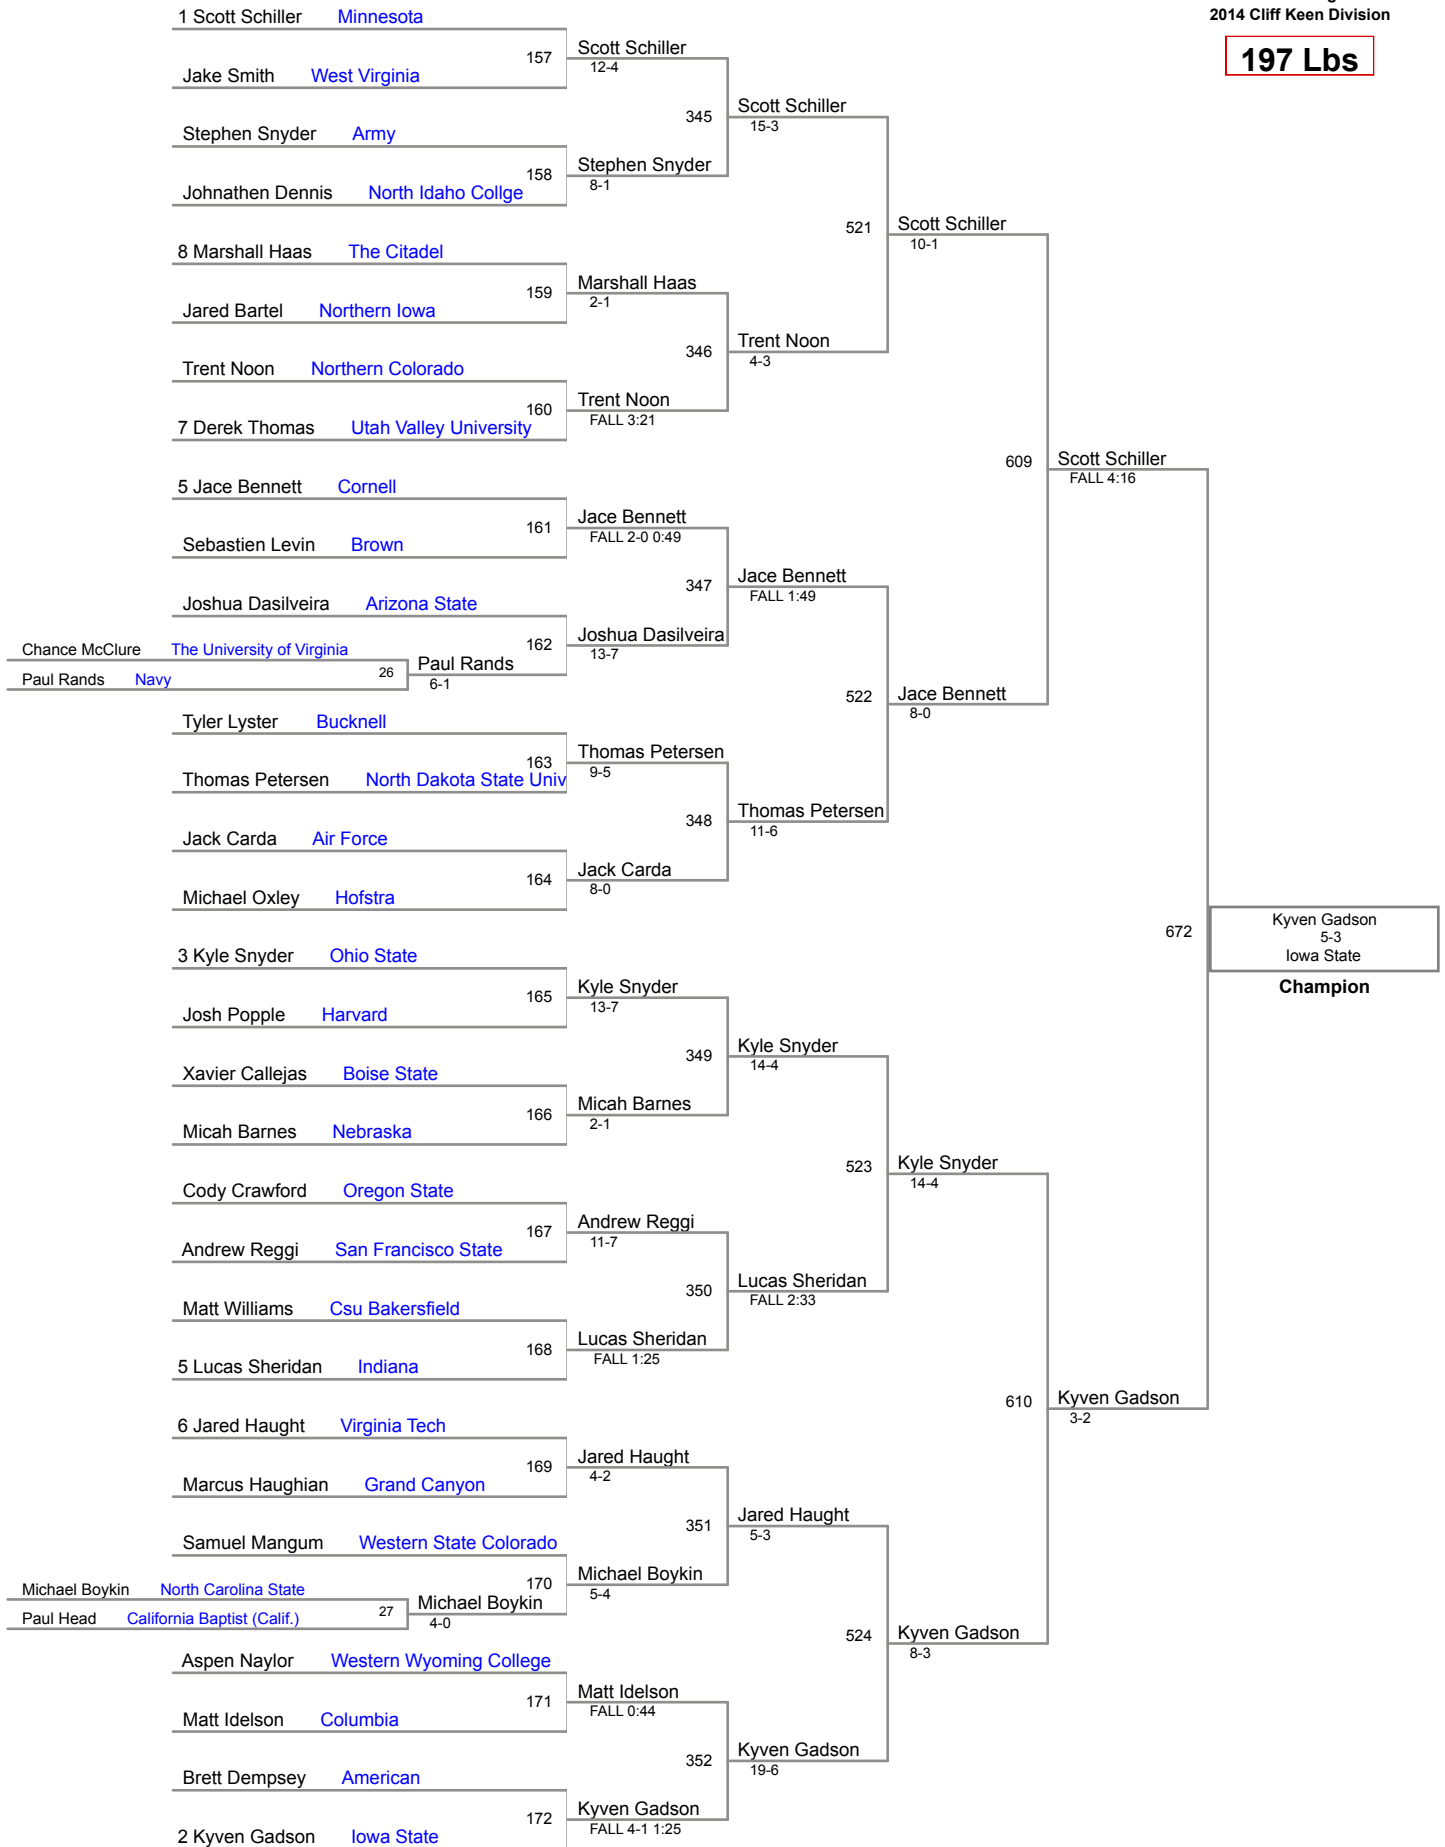 2014 Cliff Keen Division
197 Lbs
1 Scott Schiller Minnesota
157
Scott Schiller
12-4
Jake Smith West Virginia
345
Scott Schiller
15-3
Stephen Snyder Army
158
Stephen Snyder
8-1
Johnathen Dennis North Idaho Collge
521
Scott Schiller
10-1
8 Marshall Haas The Citadel
159
Marshall Haas
2-1
Jared Bartel Northern Iowa
346
Trent Noon
4-3
Trent Noon Northern Colorado
160
Trent Noon
FALL 3:21
7 Derek Thomas Utah Valley University
609
Scott Schiller
FALL 4:16
5 Jace Bennett Cornell
161
Jace Bennett
FALL 2-0 0:49
Sebastien Levin Brown
347
Jace Bennett
FALL 1:49
Joshua Dasilveira Arizona State
162
Joshua Dasilveira
13-7
Chance McClure The University of Virginia
26
Paul Rands
6-1
Paul Rands Navy
522
Jace Bennett
8-0
Tyler Lyster Bucknell
163
Thomas Petersen
9-5
Thomas Petersen North Dakota State Univ
348
Thomas Petersen
11-6
Jack Carda Air Force
164
Jack Carda
8-0
Michael Oxley Hofstra
672
Kyven Gadson
5-3
Iowa State
Champion
3 Kyle Snyder Ohio State
165
Kyle Snyder
13-7
Josh Popple Harvard
349
Kyle Snyder
14-4
Xavier Callejas Boise State
166
Micah Barnes
2-1
Micah Barnes Nebraska
523
Kyle Snyder
14-4
Cody Crawford Oregon State
167
Andrew Reggi
11-7
Andrew Reggi San Francisco State
350
Lucas Sheridan
FALL 2:33
Matt Williams Csu Bakersfield
168
Lucas Sheridan
FALL 1:25
5 Lucas Sheridan Indiana
610
Kyven Gadson
3-2
6 Jared Haught Virginia Tech
169
Jared Haught
4-2
Marcus Haughian Grand Canyon
351
Jared Haught
5-3
Samuel Mangum Western State Colorado
170
Michael Boykin
5-4
Michael Boykin North Carolina State
27
Michael Boykin
4-0
Paul Head California Baptist (Calif.)
524
Kyven Gadson
8-3
Aspen Naylor Western Wyoming College
171
Matt Idelson
FALL 0:44
Matt Idelson Columbia
352
Kyven Gadson
19-6
Brett Dempsey American
172
Kyven Gadson
FALL 4-1 1:25
2 Kyven Gadson Iowa State